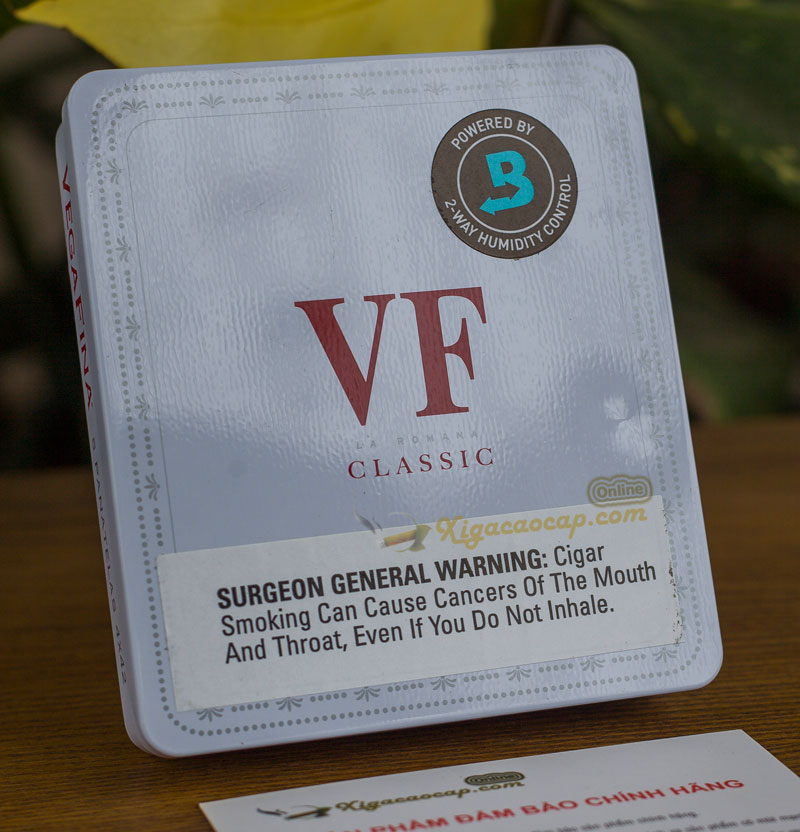 POWERED BY
B
2-WAY HUMIDITY CONTROL
VF
LA ROMANA
CLASSIC
VEGAFINA
Online
Xigacaocap.com
SURGEON GENERAL WARNING: Cigar
Smoking Can Cause Cancers Of The Mouth
And Throat, Even If You Do Not Inhale.
Online
Xigacaocap.com
PHẨM ĐẢM BẢO CHÍNH HÃNG